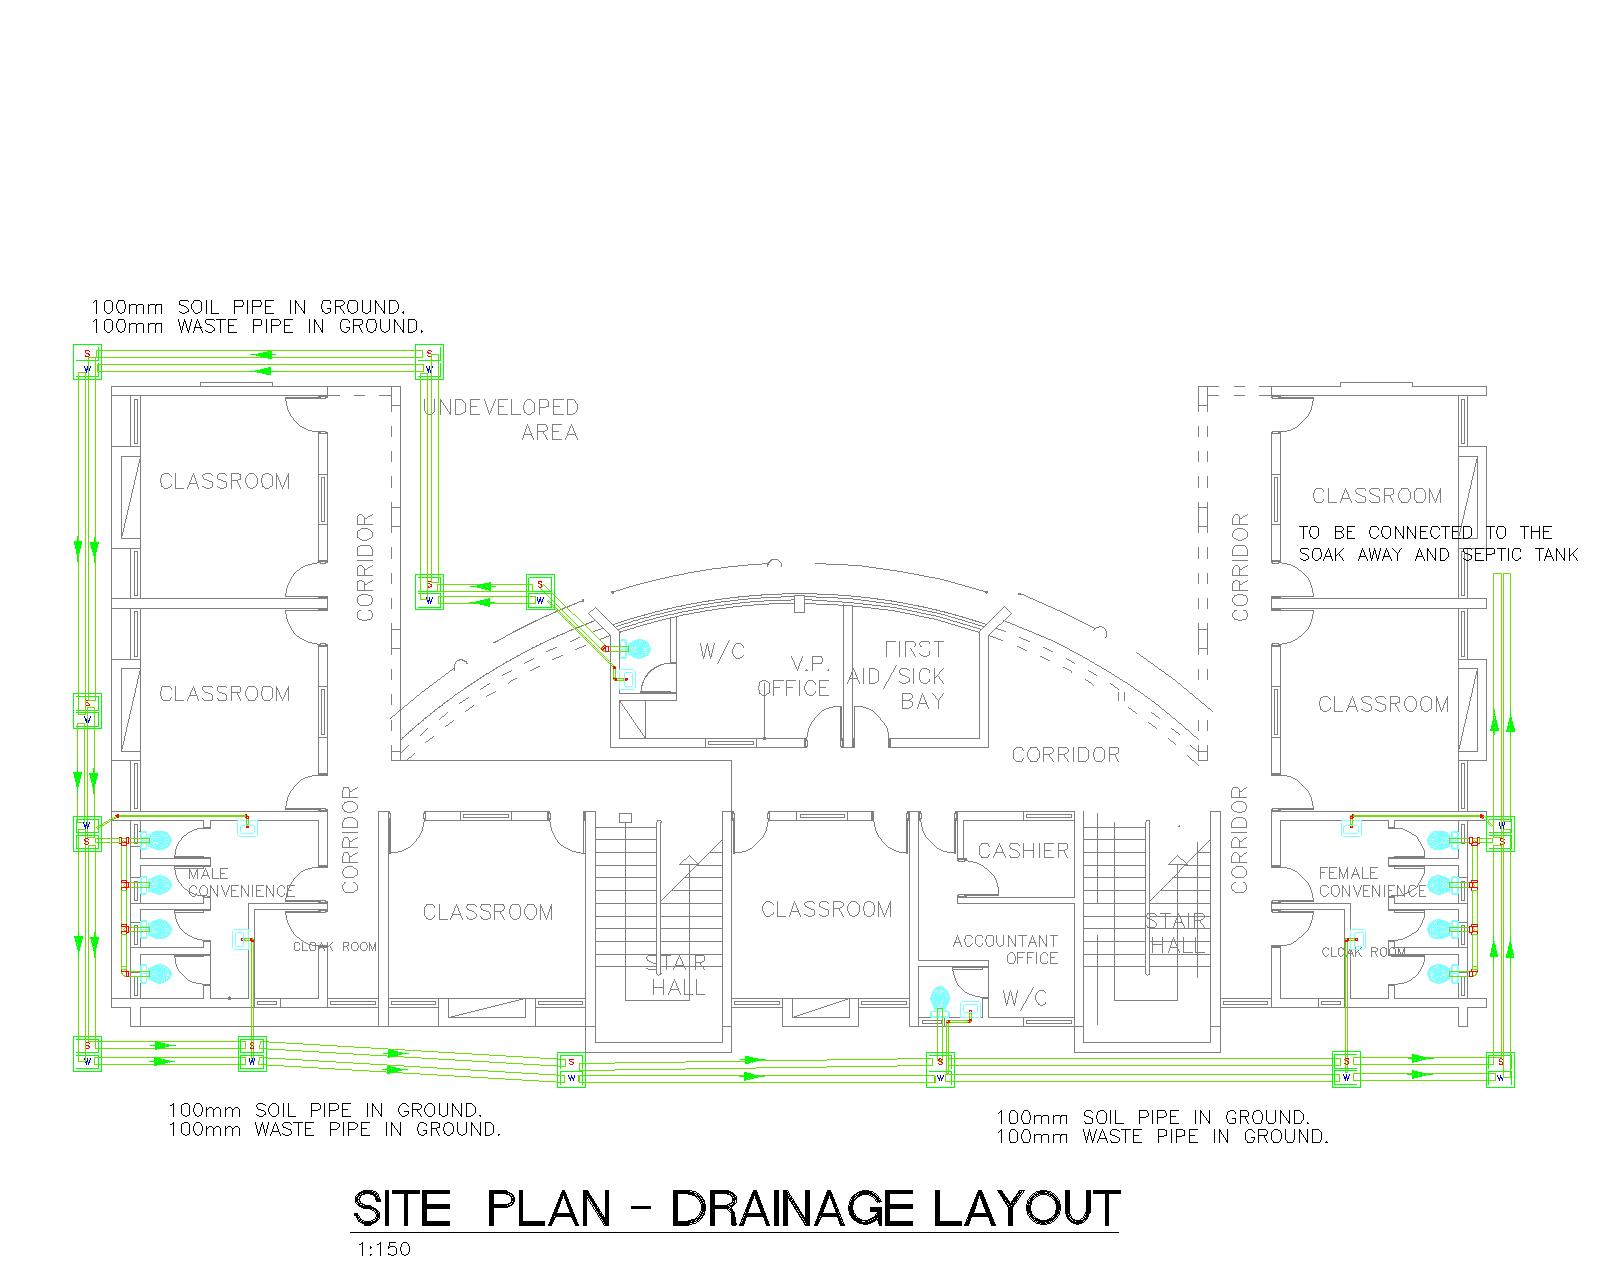 100mm SOIL PIPE IN GROUND.
100mm WASTE PIPE IN GROUND.
S
S
W
W
UNDEVELOPED
AREA
CLASSROOM
CLASSROOM
CORRIDOR
CORRIDOR
TO BE CONNECTED TO THE
SOAK AWAY AND SEPTIC TANK
S
S
W
W
W/C
V.P.
OFFICE
FIRST
AID/SICK
BAY
CLASSROOM
CLASSROOM
S
W
CORRIDOR
CORRIDOR
CORRIDOR
W
S
W
S
MALE
CONVENIENCE
CLOAK ROOM
CLASSROOM
STAIR
HALL
CLASSROOM
CASHIER
ACCOUNTANT
OFFICE
W/C
STAIR
HALL
FEMALE
CONVENIENCE
CLOAK ROOM
S
S
S
S
S
S
W
W
W
W
W
W
100mm SOIL PIPE IN GROUND.
100mm WASTE PIPE IN GROUND.
100mm SOIL PIPE IN GROUND.
100mm WASTE PIPE IN GROUND.
SITE PLAN - DRAINAGE LAYOUT
1:150